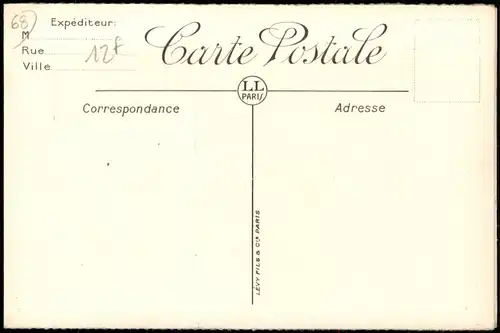 68)
Expéditeur:
M
Rue
Ville
12f
Carte Postale
LL
PARIS
Correspondance
Adresse
LÉVY FILS & Cie PARIS